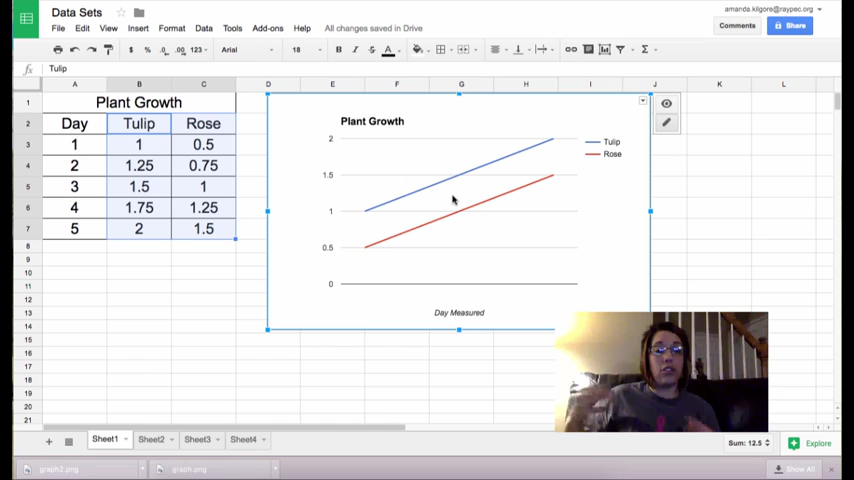 Data Sets
amanda.kilgore@raypac.org
Comments
Share
File Edit View Insert Format Data Tools Add-ons Help All changes saved in Drive
$ % .0 .00 123 Arial 18 B I S A Σ
fx Tulip
A B C D E F G H I J K L
1 Plant Growth
2 Day Tulip Rose
3 1 1 0.5
4 2 1.25 0.75
5 3 1.5 1
6 4 1.75 1.25
7 5 2 1.5
8
9
10
11
12
13
14
15
16
17
18
19
20
21
Plant Growth
2
1.5
1
0.5
0
Tulip
Rose
Day Measured
Sheet1 Sheet2 Sheet3 Sheet4
Sum: 12.5
Explore
graph2.png graph.png Show All